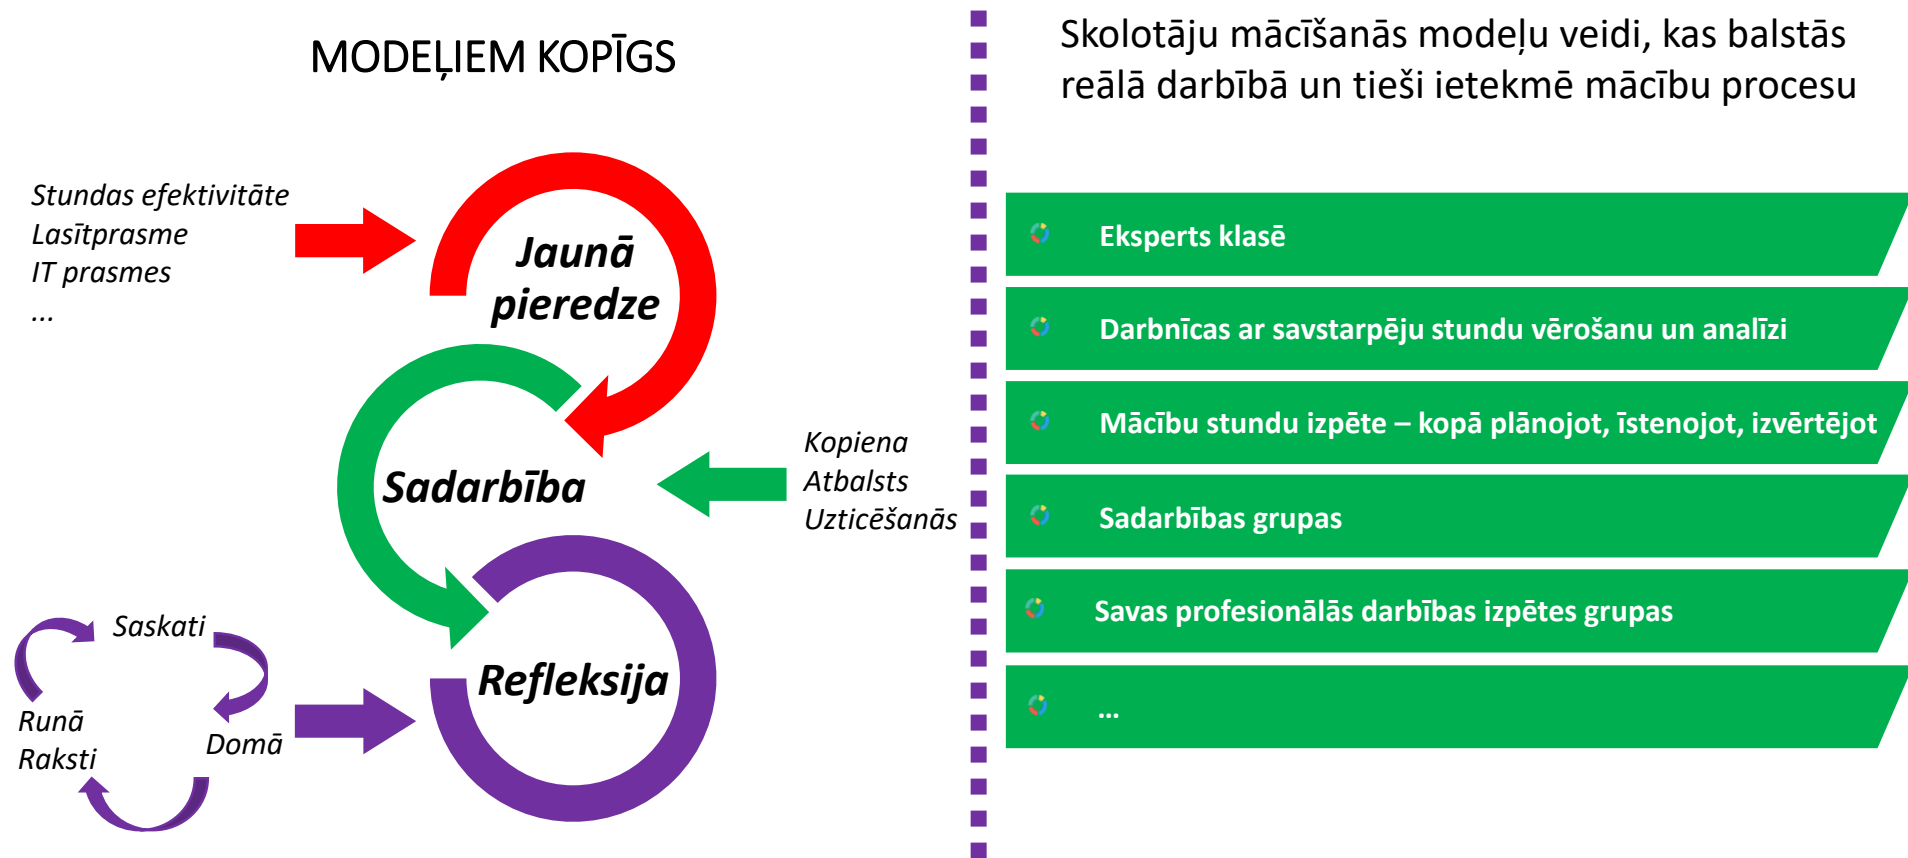 MODEĻIEM KOPĪGS
Stundas efektivitāte
Lasītprasme
IT prasmes
...
Jaunā
pieredze
Sadarbība
Kopiena
Atbalsts
Uzticēšanās
Saskati
Domā
Runā
Raksti
Refleksija
Skolotāju mācīšanās modeļu veidi, kas balstās
reālā darbībā un tieši ietekmē mācību procesu
Eksperts klasē
Darbnīcas ar savstarpēju stundu vērošanu un analīzi
Mācību stundu izpēte – kopā plānojot, īstenojot, izvērtējot
Sadarbības grupas
Savas profesionālās darbības izpētes grupas
...